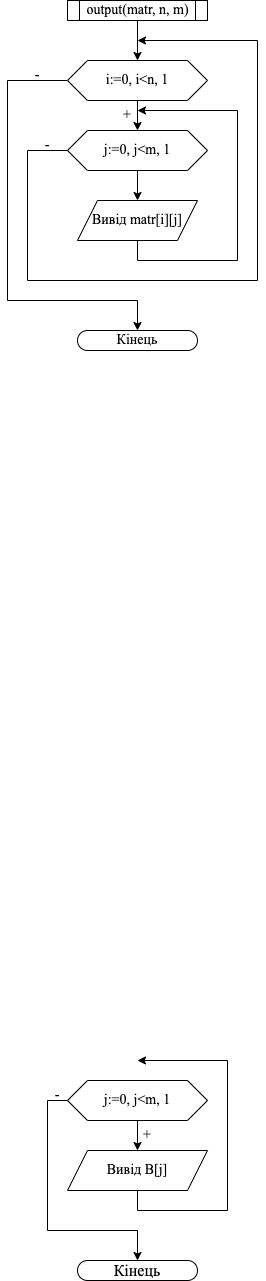 output(matr, n, m)
-
i:=0, i<n, 1
+
-
j:=0, j<m, 1
Вивід matr[i][j]
Кінець
-
j:=0, j<m, 1
+
Вивід B[j]
Кінець